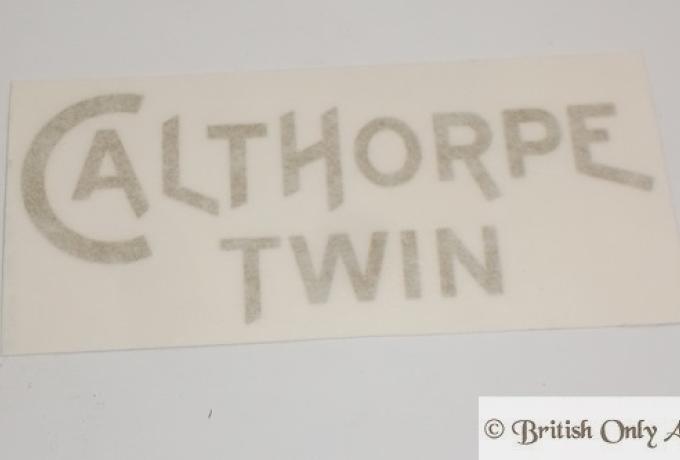 CALTHORPE
TWIN
© British Only A